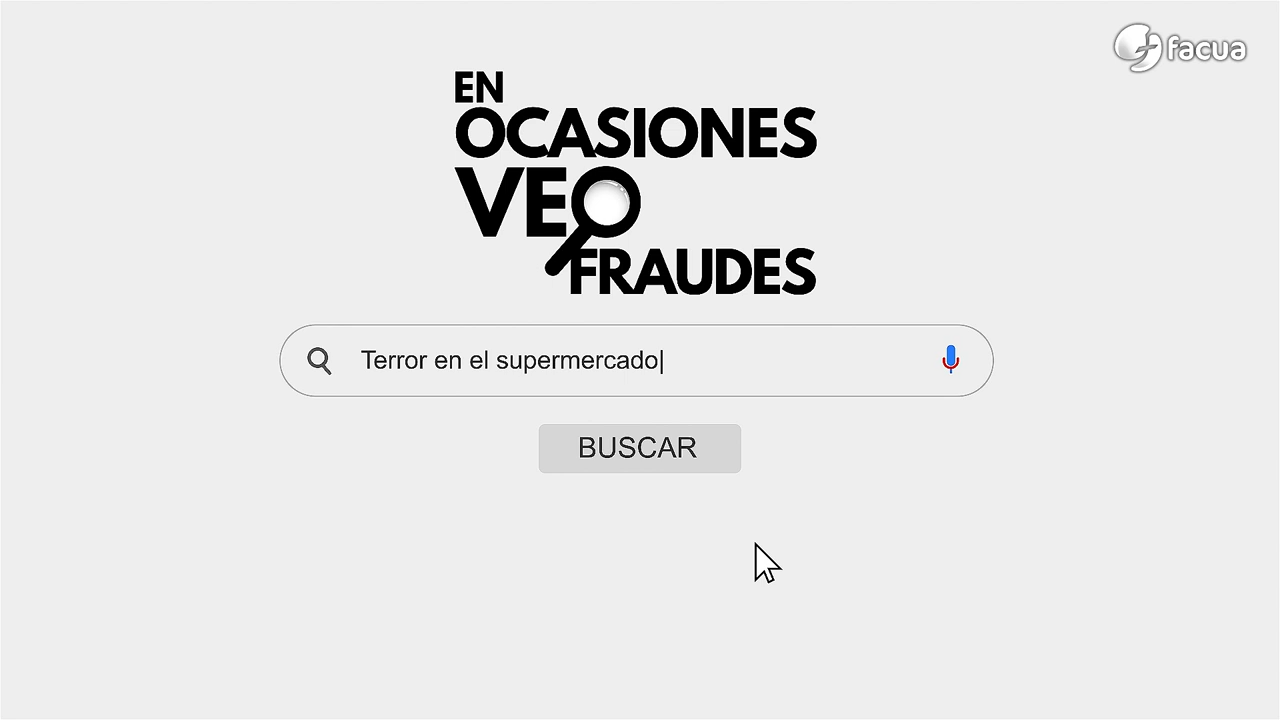 facua
EN
OCASIONES
VEO
FRAUDES
Terror en el supermercado
BUSCAR